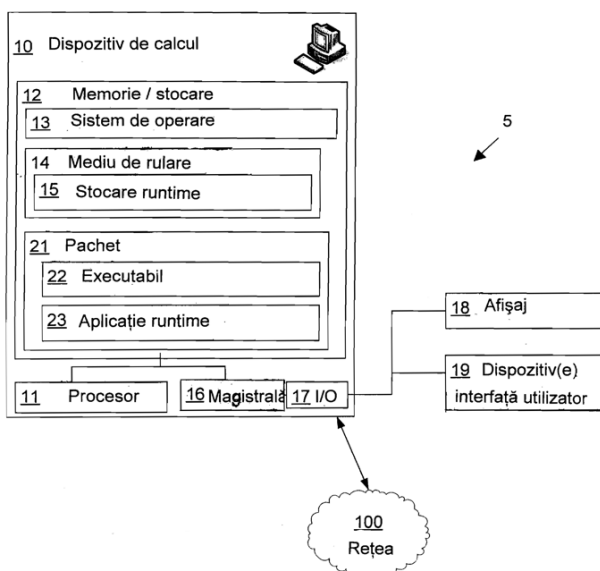 10 Dispozitiv de calcul
12 Memorie / stocare
13 Sistem de operare
14 Mediu de rulare
15 Stocare runtime
21 Pachet
22 Executabil
23 Aplicație runtime
11 Procesor
16 Magistrală
17 I/O
5
18 Afişaj
19 Dispozitiv(e)
interfață utilizator
100
Rețea